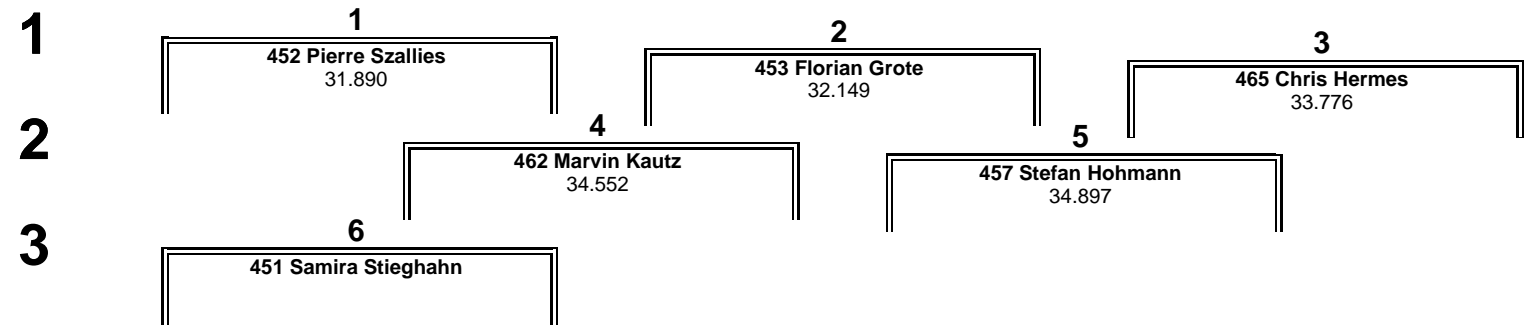 1
1
452 Pierre Szallies
31.890
2
453 Florian Grote
32.149
3
465 Chris Hermes
33.776
2
4
462 Marvin Kautz
34.552
5
457 Stefan Hohmann
34.897
3
6
451 Samira Stieghahn